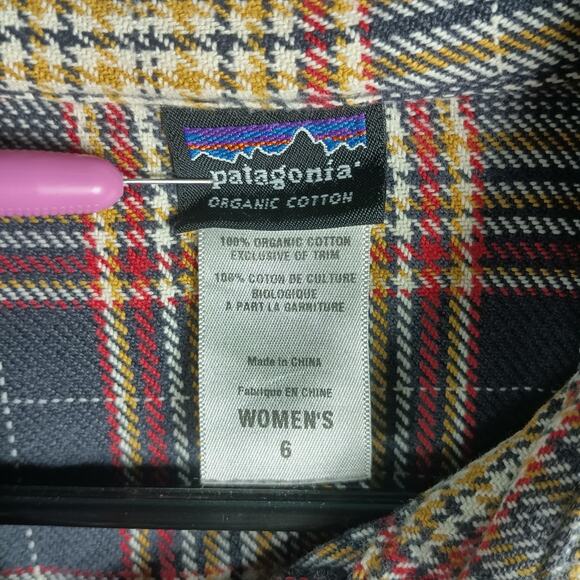 patagonia®
ORGANIC COTTON
100% ORGANIC COTTON
EXCLUSIVE OF TRIM
100% COTON DE CULTURE
BIOLOGIQUE
A PART LA GARNITURE
Made in CHINA
Fabriqué EN CHINE
WOMEN'S
6